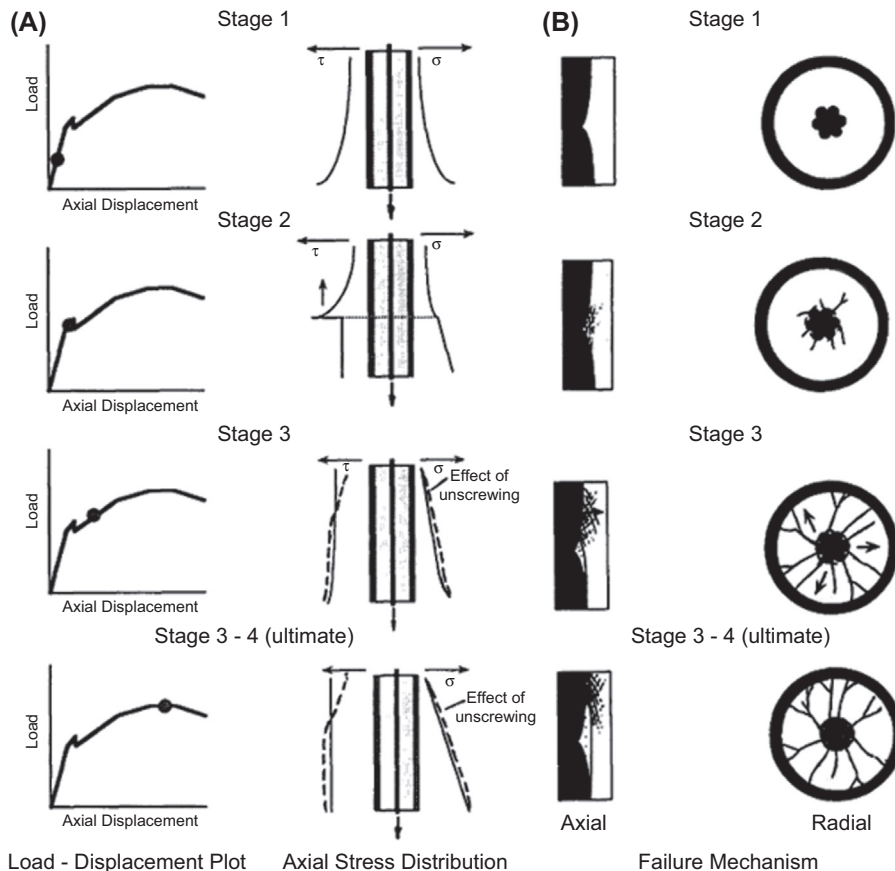 (A)
Stage 1
(B)
Stage 1
Load
τ
σ
Axial Displacement
Stage 2
Stage 2
Load
τ
σ
Axial Displacement
Stage 3
Stage 3
Load
τ
σ
Effect of
unscrewing
Axial Displacement
Stage 3 - 4 (ultimate)
Stage 3 - 4 (ultimate)
Load
σ
Effect of
unscrewing
Axial Displacement
Axial
Radial
Load - Displacement Plot
Axial Stress Distribution
Failure Mechanism